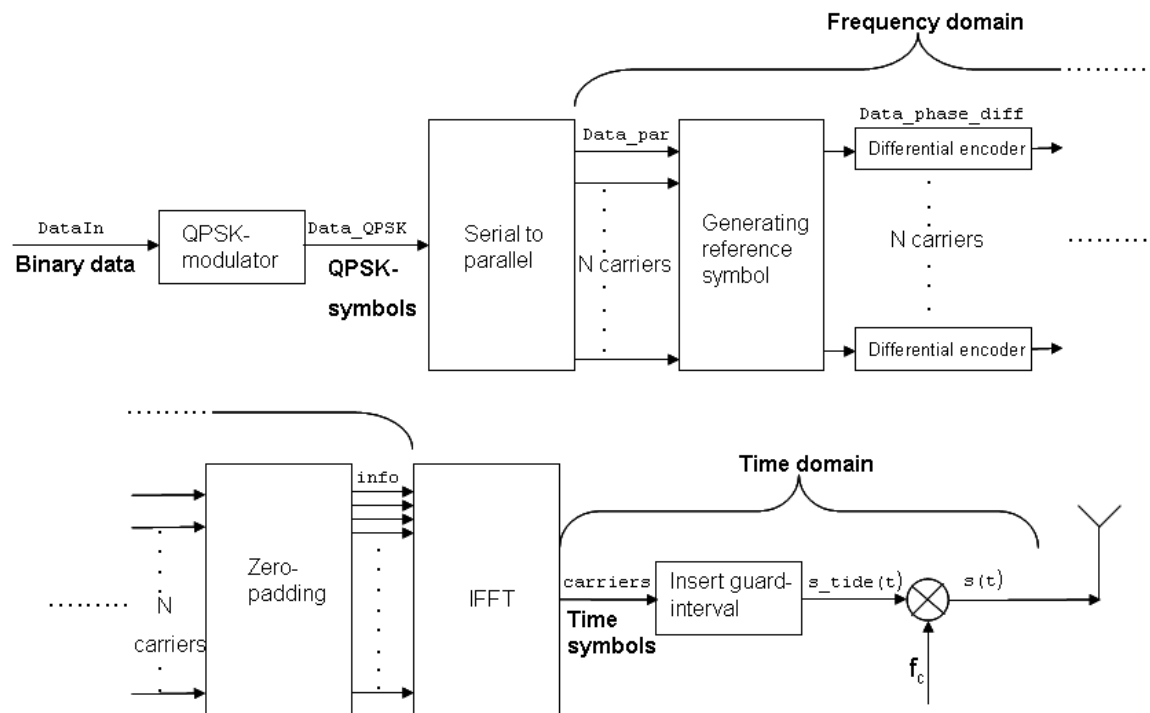 Frequency domain
DataIn
Binary data
QPSK-
modulator
Data_QPSK
QPSK-
symbols
Serial to
parallel
Data_par
N carriers
Generating
reference
symbol
Data_phase_diff
Differential encoder
N carriers
Differential encoder
N
carriers
Zero-
padding
info
IFFT
Time domain
carriers
Time
symbols
Insert guard-
interval
s_tide(t)
s(t)
fc